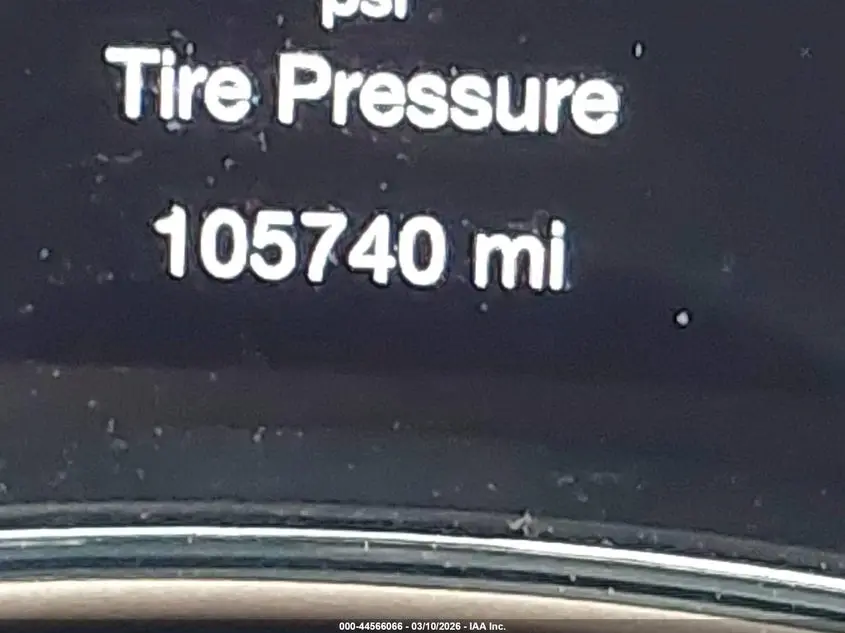 psi
Tire Pressure
105740 mi
000-44566066 - 03/10/2026 - IAA Inc.